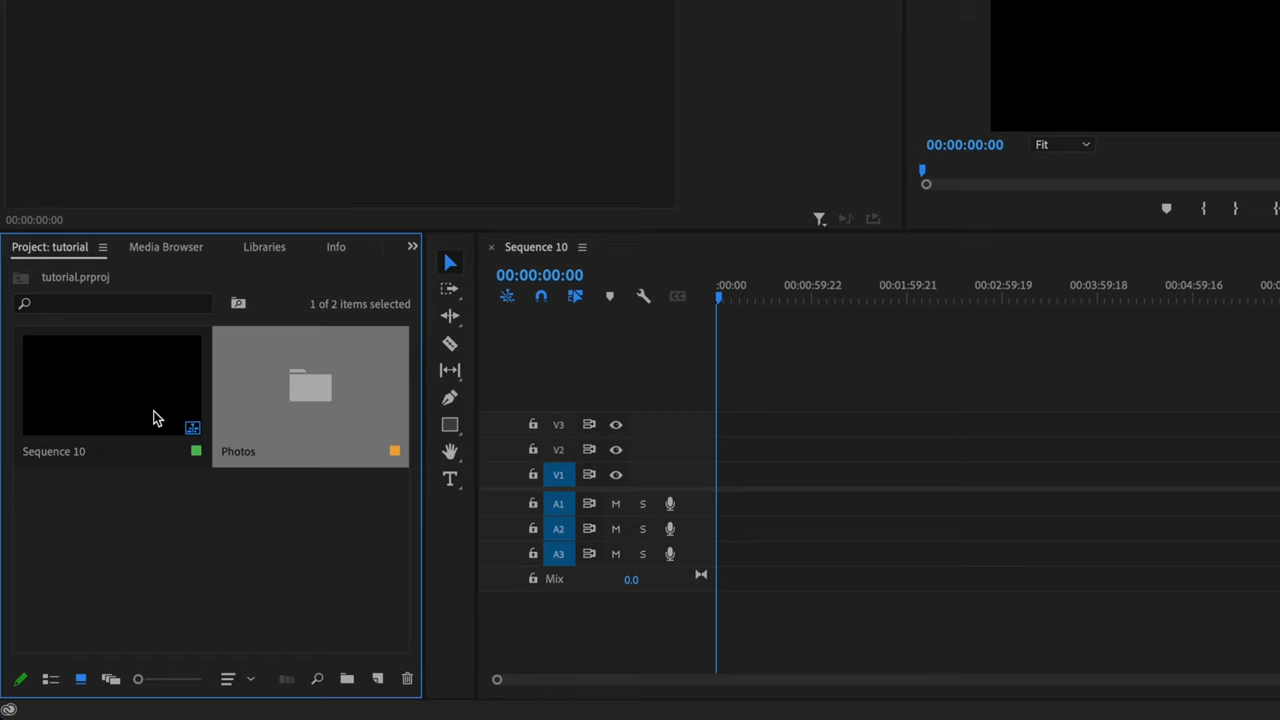 00:00:00:00
Fit
00:00:00:00
Project: tutorial
Media Browser
Libraries
Info
tutorial.prproj
1 of 2 items selected
Sequence 10
Photos
T
Sequence 10
00:00:00:00
:00:00
00:00:59:22
00:01:59:21
00:02:59:19
00:03:59:18
00:04:59:16
00:0
V3
V2
V1
A1 M S
A2 M S
A3 M S
Mix 0.0